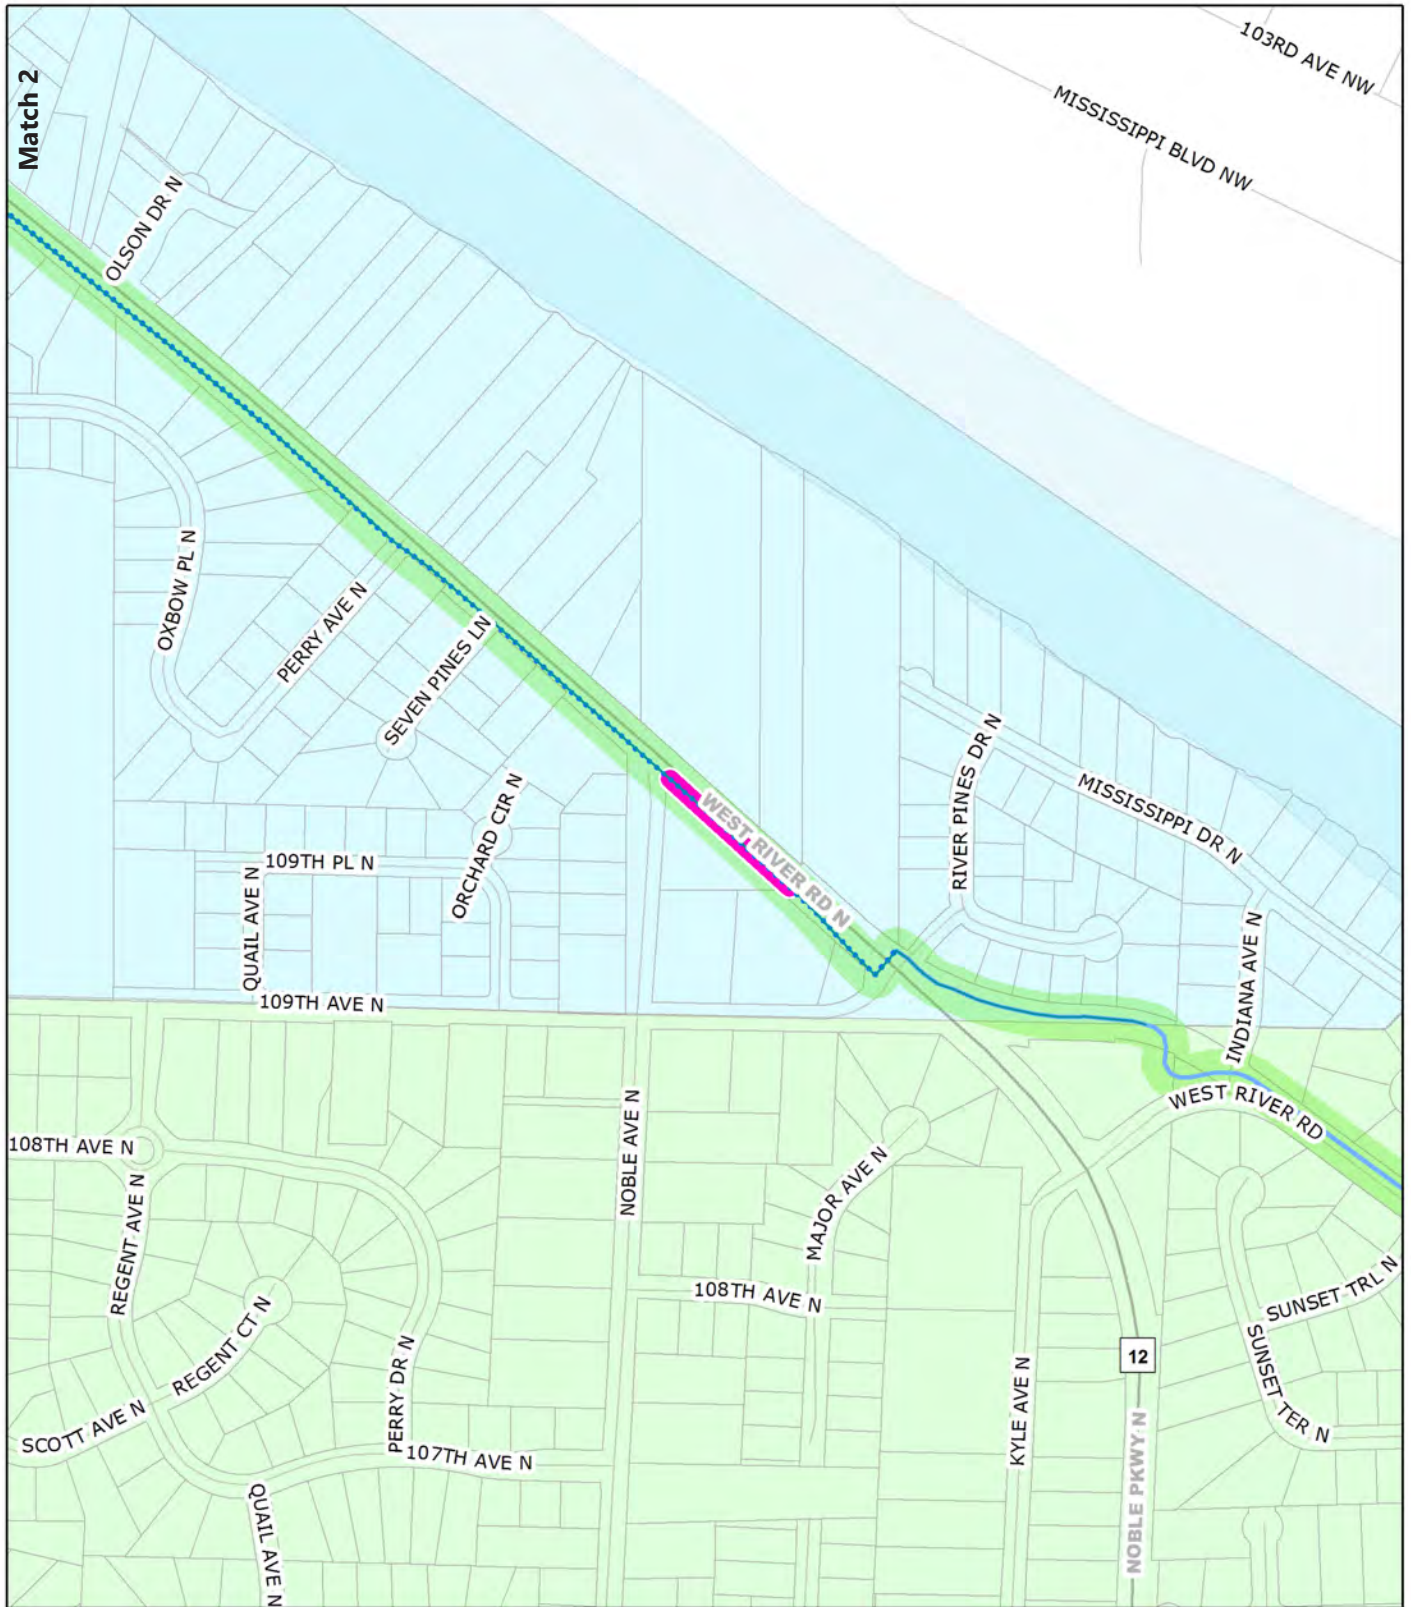 Match 2
103RD AVE NW
MISSISSIPPI BLVD NW
OLSON DR N
OXBOW PL N
PERRY AVE N
SEVEN PINES LN
RIVER PINES DR N
MISSISSIPPI DR N
WEST RIVER RD N
ORCHARD CIR N
109TH PL N
QUAIL AVE N
INDIANA AVE N
109TH AVE N
WEST RIVER RD
NOBLE AVE N
108TH AVE N
MAJOR AVE N
REGENT AVE N
108TH AVE N
SUNSET TRL N
REGENT CT N
12
SUNSET TER N
PERRY DR N
KYLE AVE N
SCOTT AVE N
107TH AVE N
NOBLE PKWY N
QUAIL AVE N